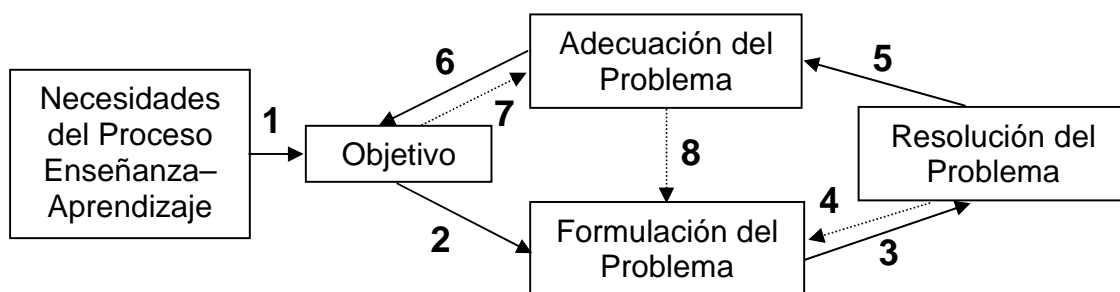 Necesidades
del Proceso
Enseñanza–
Aprendizaje
1
Objetivo
6
7
2
Adecuación del
Problema
8
Formulación del
Problema
5
4
3
Resolución del
Problema